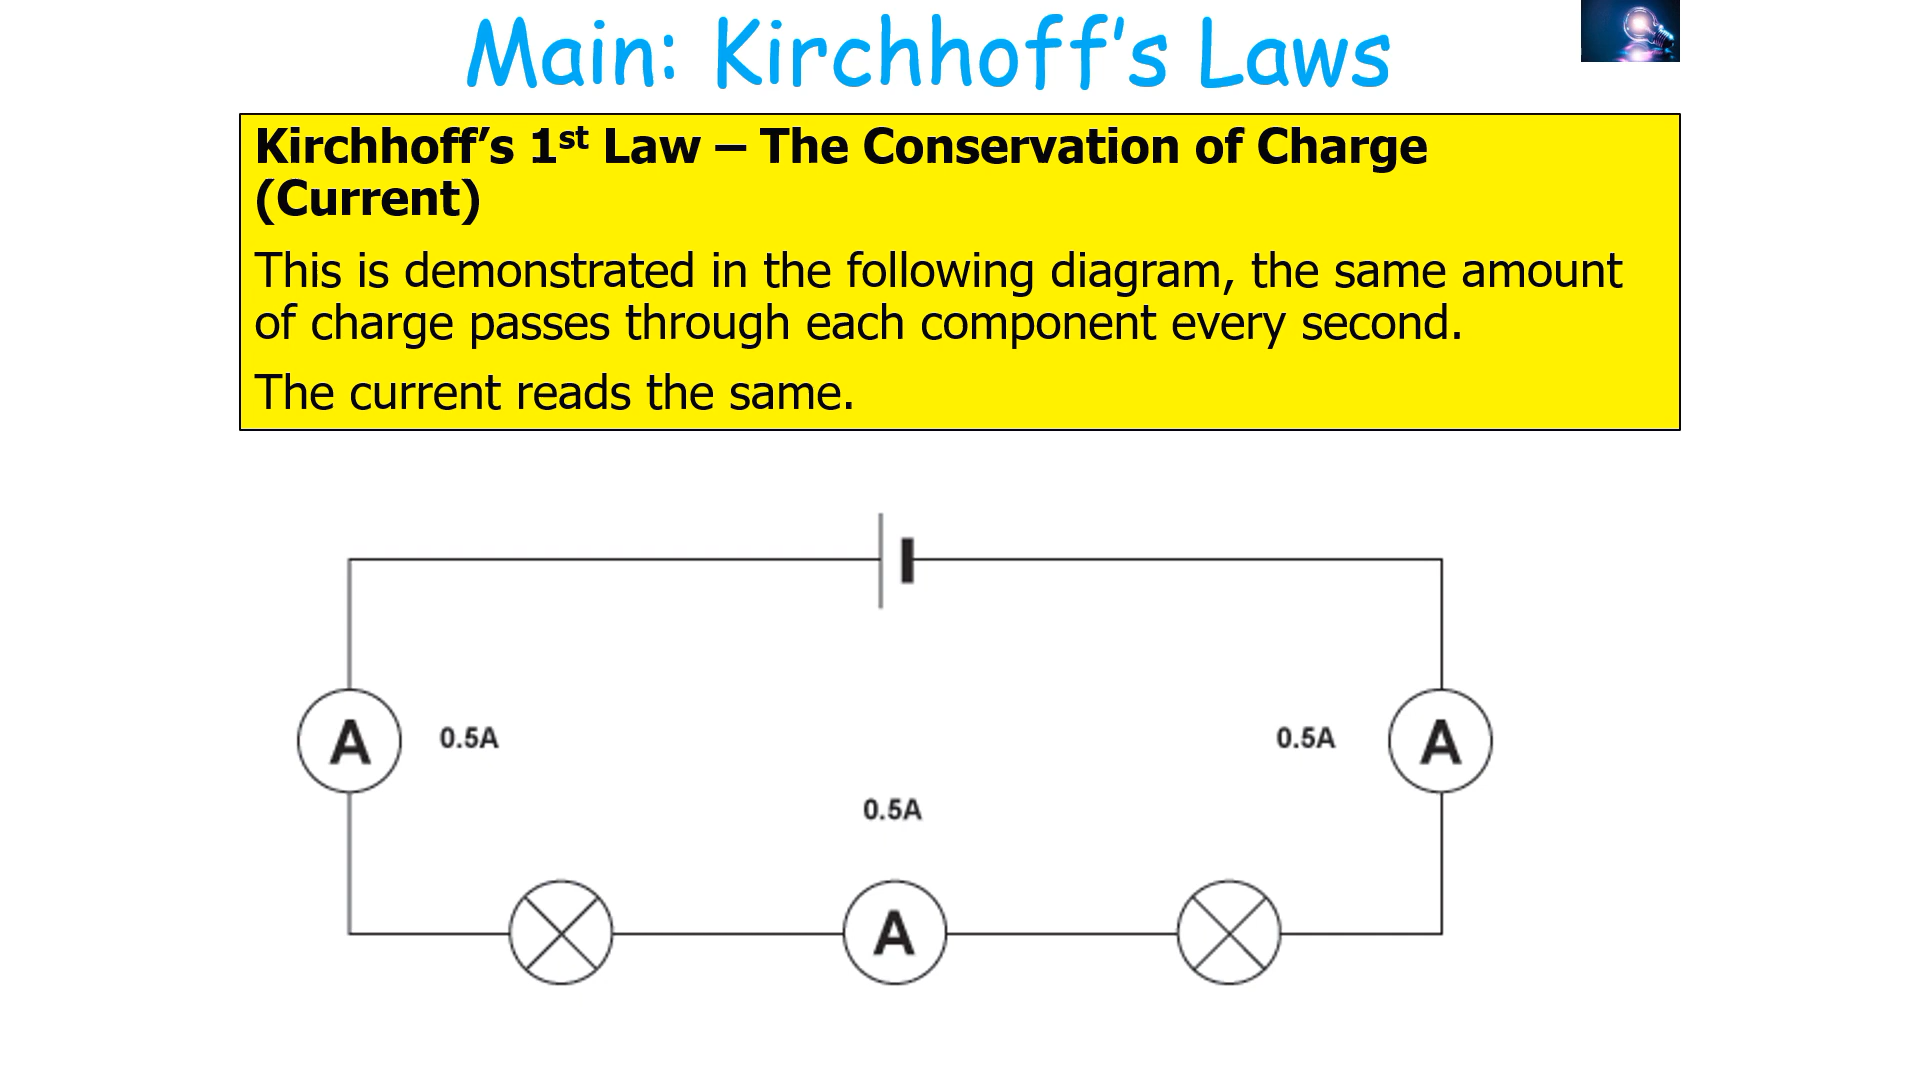 Main: Kirchhoff’s Laws
Kirchhoff’s 1st Law – The Conservation of Charge
(Current)
This is demonstrated in the following diagram, the same amount
of charge passes through each component every second.
The current reads the same.
A
0.5A
0.5A
A
0.5A
A